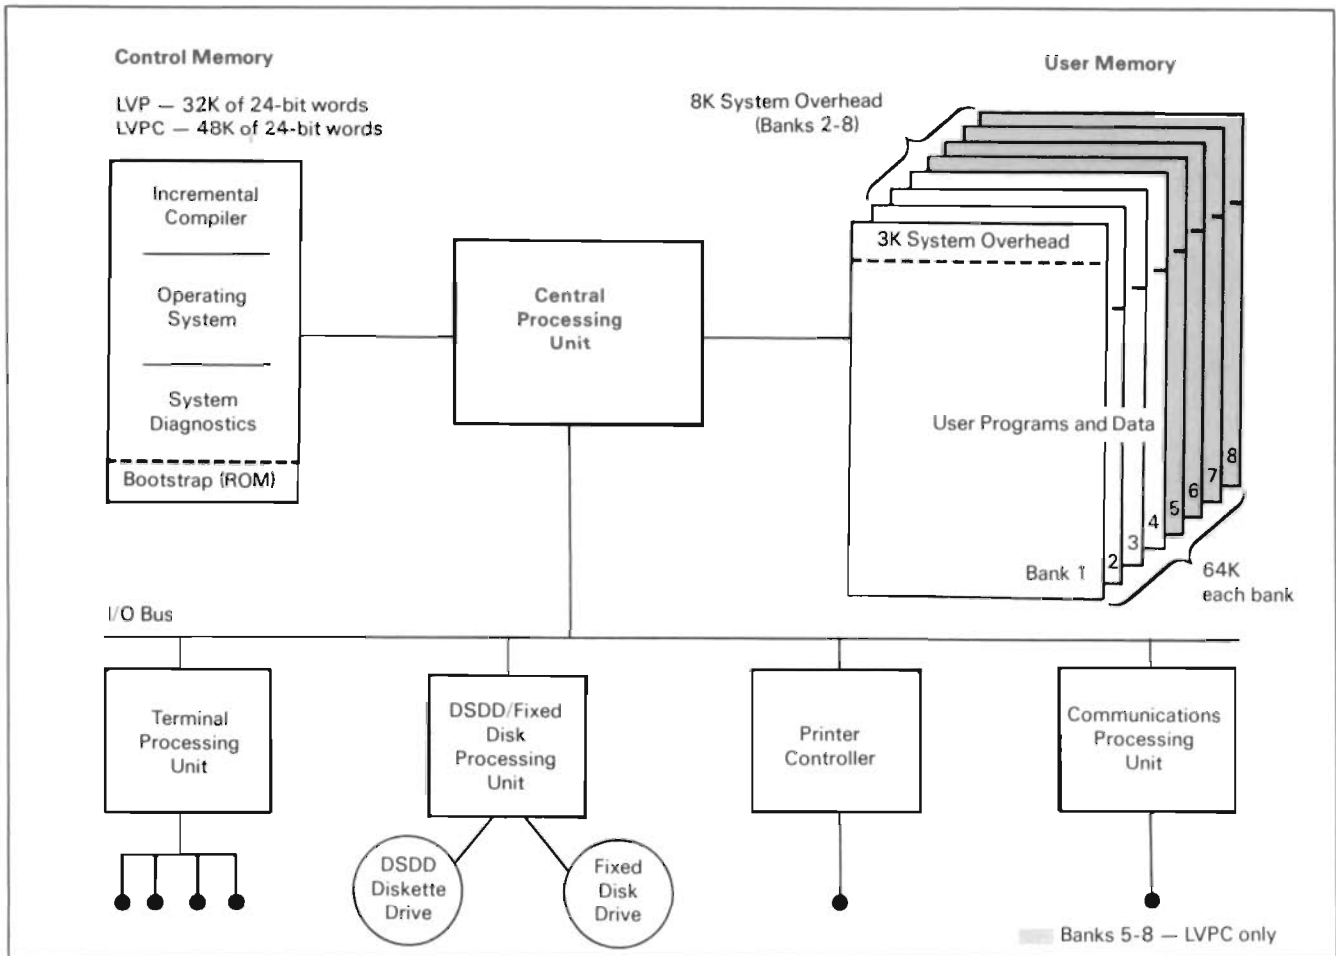 Control Memory
LVP — 32K of 24-bit words
LVPC — 48K of 24-bit words
Incremental
Compiler
Operating
System
System
Diagnostics
Bootstrap (ROM)
Central
Processing
Unit
User Memory
8K System Overhead
(Banks 2-8)
3K System Overhead
User Programs and Data
Bank 1
2
3
4
5
6
7
8
64K
each bank
I/O Bus
Terminal
Processing
Unit
DSDD/Fixed
Disk
Processing
Unit
DSDD
Diskette
Drive
Fixed
Disk
Drive
Printer
Controller
Communications
Processing
Unit
Banks 5-8 — LVPC only